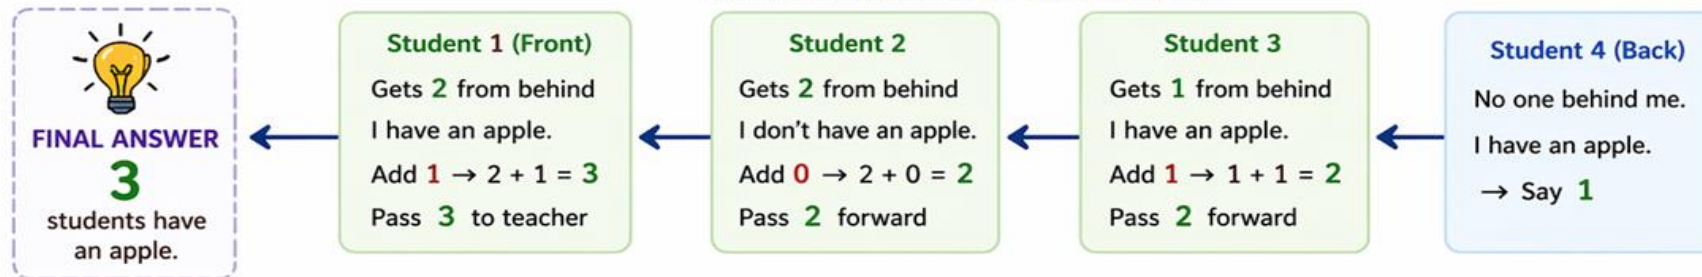 FINAL ANSWER
3
students have
an apple.
Student 1 (Front)
Gets 2 from behind
I have an apple.
Add 1 → 2 + 1 = 3
Pass 3 to teacher
Student 2
Gets 2 from behind
I don't have an apple.
Add 0 → 2 + 0 = 2
Pass 2 forward
Student 3
Gets 1 from behind
I have an apple.
Add 1 → 1 + 1 = 2
Pass 2 forward
Student 4 (Back)
No one behind me.
I have an apple.
→ Say 1